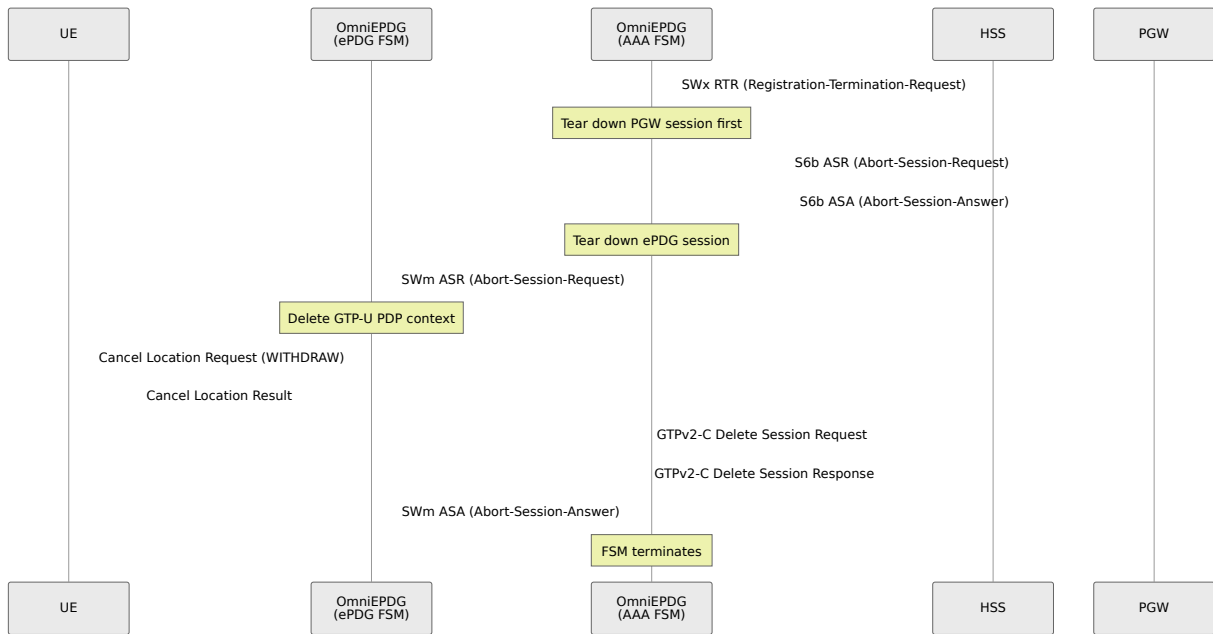 UE
OmniEPDG
(ePDG FSM)
OmniEPDG
(AAA FSM)
HSS
PGW
SWx RTR (Registration-Termination-Request)
Tear down PGW session first
S6b ASR (Abort-Session-Request)
S6b ASA (Abort-Session-Answer)
Tear down ePDG session
SWm ASR (Abort-Session-Request)
Delete GTP-U PDP context
Cancel Location Request (WITHDRAW)
Cancel Location Result
GTPv2-C Delete Session Request
GTPv2-C Delete Session Response
SWm ASA (Abort-Session-Answer)
FSM terminates
UE
OmniEPDG
(ePDG FSM)
OmniEPDG
(AAA FSM)
HSS
PGW